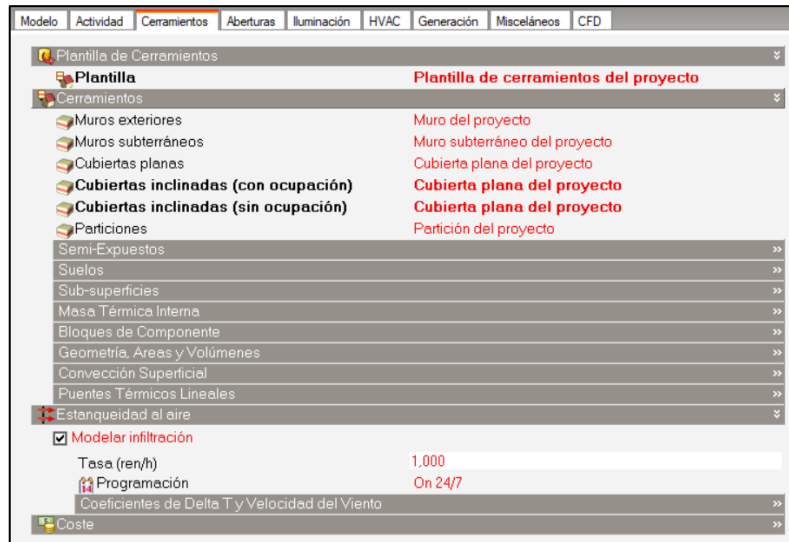 Modelo Actividad Cerramientos Aberturas Iluminación HVAC Generación Misceláneos CFD
Plantilla de Cerramientos
Plantilla Plantilla de cerramientos del proyecto
Cerramientos
Muros exteriores Muro del proyecto
Muros subterráneos Muro subterráneo del proyecto
Cubiertas planas Cubierta plana del proyecto
Cubiertas inclinadas (con ocupación) Cubierta plana del proyecto
Cubiertas inclinadas (sin ocupación) Cubierta plana del proyecto
Particiones Partición del proyecto
Semi-Expuestos
Suelos
Sub-superficies
Masa Térmica Interna
Bloques de Componente
Geometría, Areas y Volúmenes
Convección Superficial
Puentes Térmicos Lineales
Estanqueidad al aire
Modelar infiltración
Tasa (ren/h) 1,000
Programación On 24/7
Coeficientes de Delta T y Velocidad del Viento
Coste